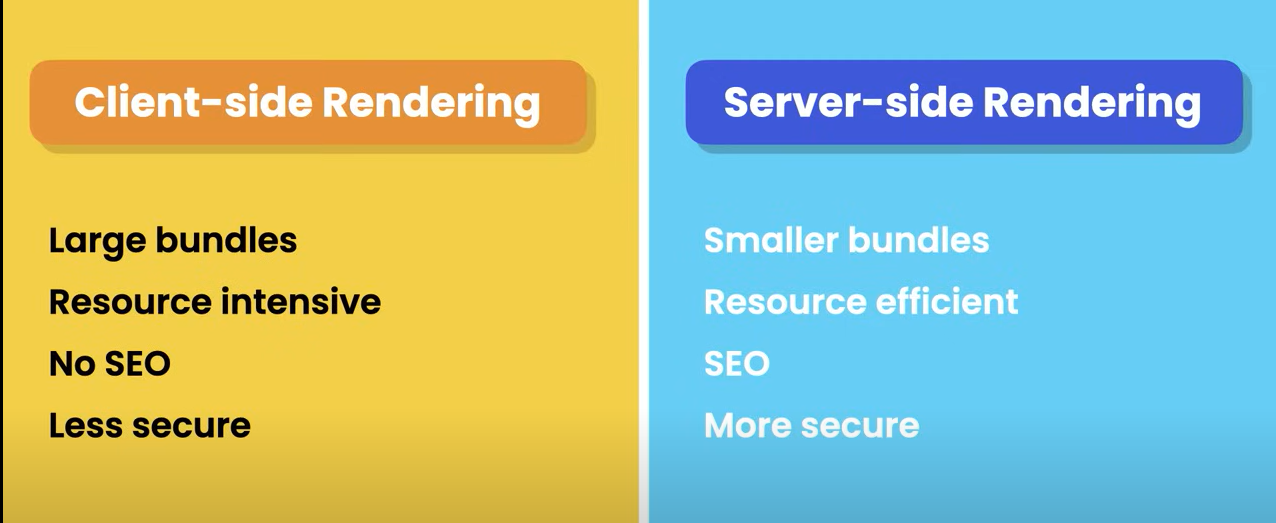 Client-side Rendering
Large bundles
Resource intensive
No SEO
Less secure
Server-side Rendering
Smaller bundles
Resource efficient
SEO
More secure